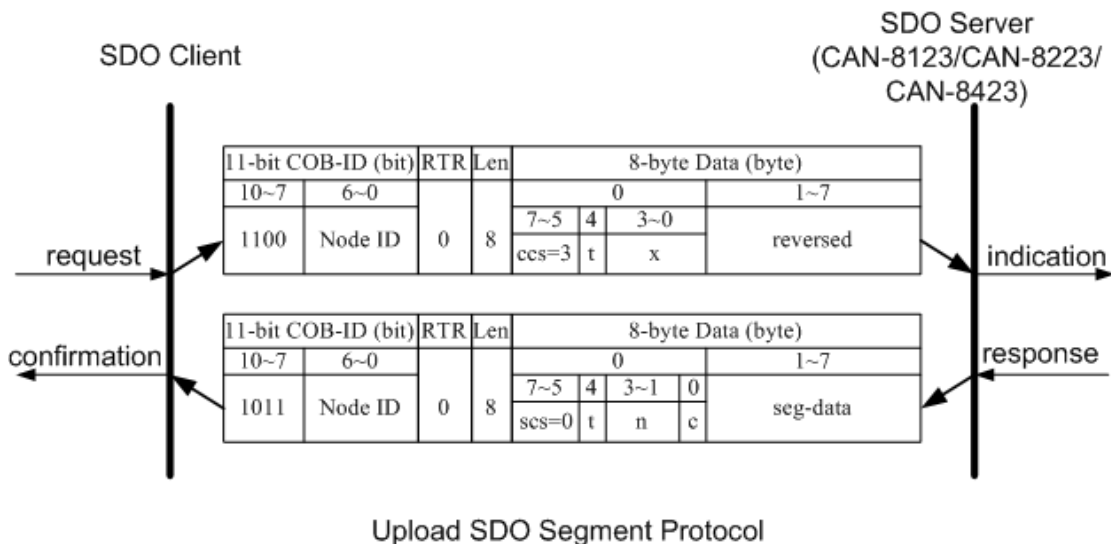 SDO Client
SDO Server
(CAN-8123/CAN-8223/
CAN-8423)
11-bit COB-ID (bit) RTR Len 8-byte Data (byte)
10~7 6~0 0 1~7
7~5 4 3~0
1100 Node ID 0 8 reversed
ccs=3 t x
request
indication
11-bit COB-ID (bit) RTR Len 8-byte Data (byte)
10~7 6~0 0 1~7
confirmation
response
7~5 4 3~1 0
1011 Node ID 0 8 seg-data
scs=0 t n c
Upload SDO Segment Protocol